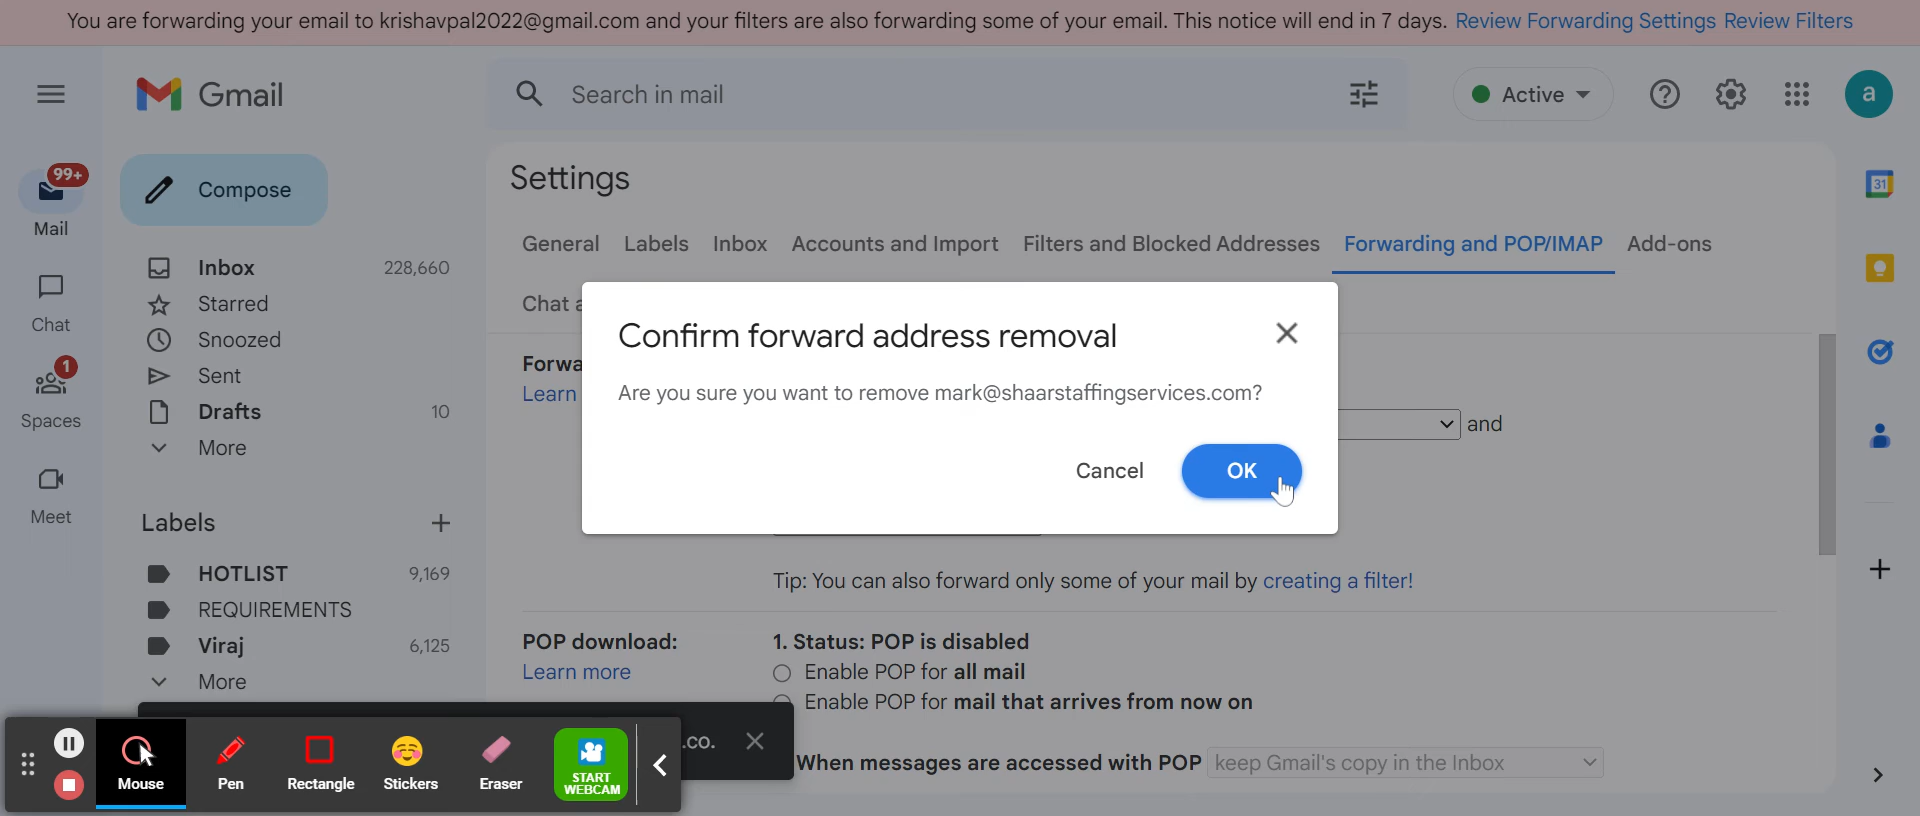 You are forwarding your email to krishavpal2022@gmail.com and your filters are also forwarding some of your email. This notice will end in 7 days. Review Forwarding Settings Review Filters
Gmail
Search in mail
Active
a
99+
Mail
Chat
1
Spaces
Meet
Compose
Inbox 228,660
Starred
Snoozed
Sent
Drafts 10
More
Labels
HOTLIST 9,169
REQUIREMENTS
Viraj 6,125
More
Settings
General Labels Inbox Accounts and Import Filters and Blocked Addresses Forwarding and POP/IMAP Add-ons
Chat a
Forwa
Learn
and
Confirm forward address removal
Are you sure you want to remove mark@shaarstaffingservices.com?
Cancel OK
Tip: You can also forward only some of your mail by creating a filter!
POP download:
Learn more
1. Status: POP is disabled
Enable POP for all mail
Enable POP for mail that arrives from now on
When messages are accessed with POP keep Gmail's copy in the Inbox
.co.
Mouse
Pen
Rectangle
Stickers
Eraser
START
WEBCAM
31